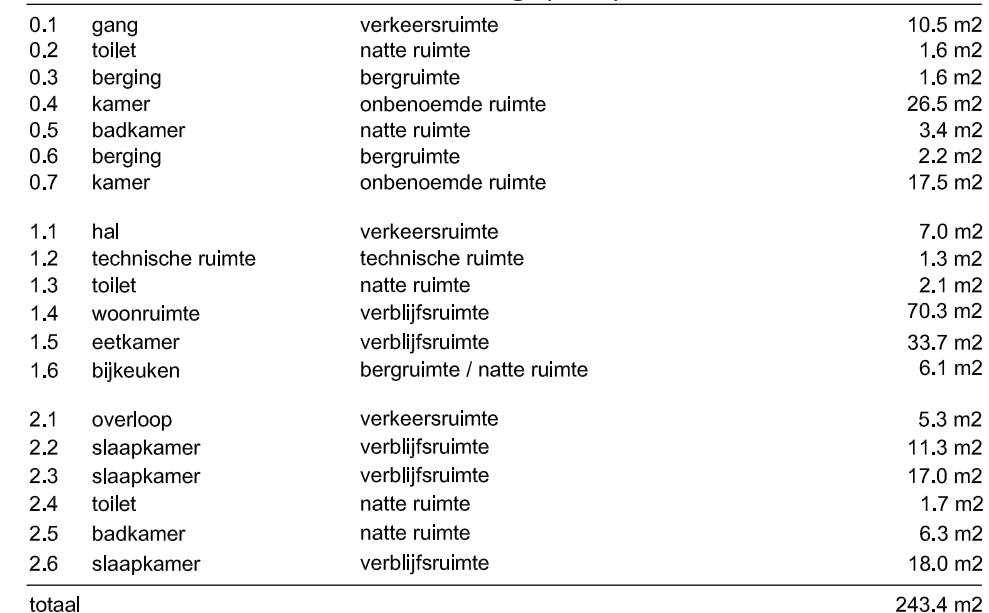 0.1 gang verkeersruimte 10.5 m2
0.2 toilet natte ruimte 1.6 m2
0.3 berging bergruimte 1.6 m2
0.4 kamer onbenoemde ruimte 26.5 m2
0.5 badkamer natte ruimte 3.4 m2
0.6 berging bergruimte 2.2 m2
0.7 kamer onbenoemde ruimte 17.5 m2
1.1 hal verkeersruimte 7.0 m2
1.2 technische ruimte technische ruimte 1.3 m2
1.3 toilet natte ruimte 2.1 m2
1.4 woonruimte verblijfsruimte 70.3 m2
1.5 eetkamer verblijfsruimte 33.7 m2
1.6 bijkeuken bergruimte / natte ruimte 6.1 m2
2.1 overloop verkeersruimte 5.3 m2
2.2 slaapkamer verblijfsruimte 11.3 m2
2.3 slaapkamer verblijfsruimte 17.0 m2
2.4 toilet natte ruimte 1.7 m2
2.5 badkamer natte ruimte 6.3 m2
2.6 slaapkamer verblijfsruimte 18.0 m2
totaal 243.4 m2